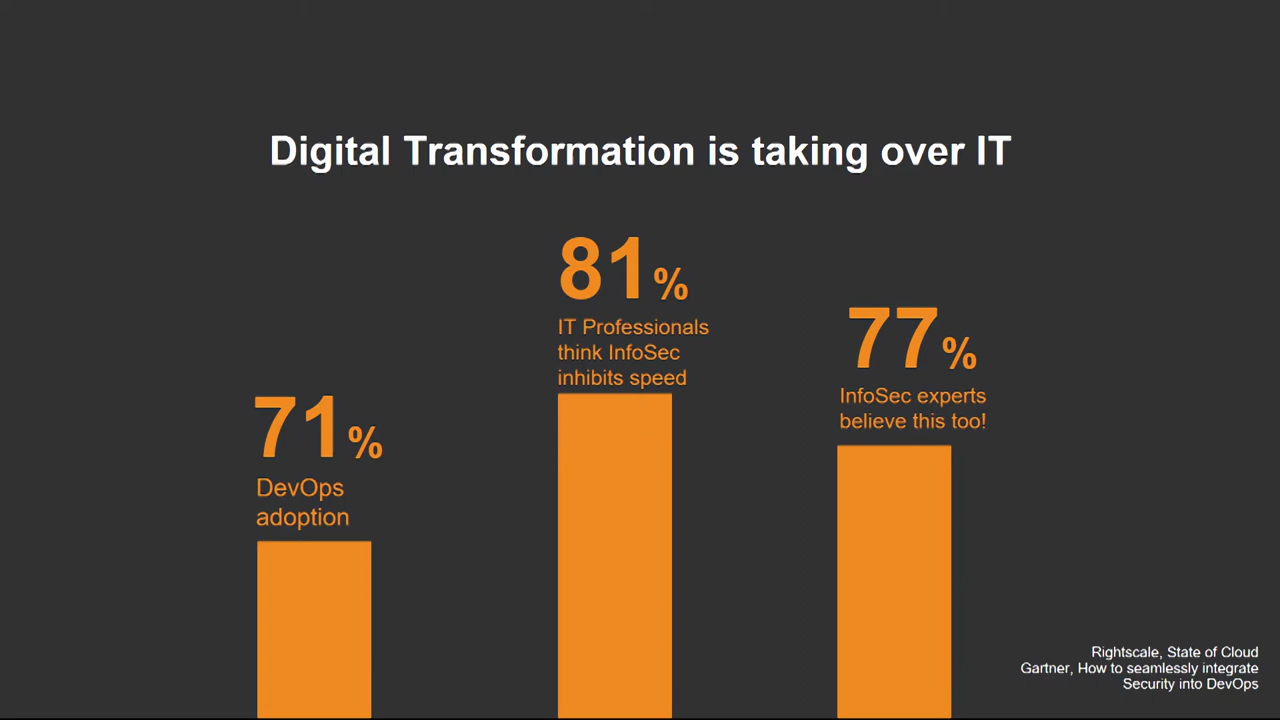 Digital Transformation is taking over IT
71%
DevOps
adoption
81%
IT Professionals
think InfoSec
inhibits speed
77%
InfoSec experts
believe this too!
Rightscale, State of Cloud
Gartner, How to seamlessly integrate
Security into DevOps